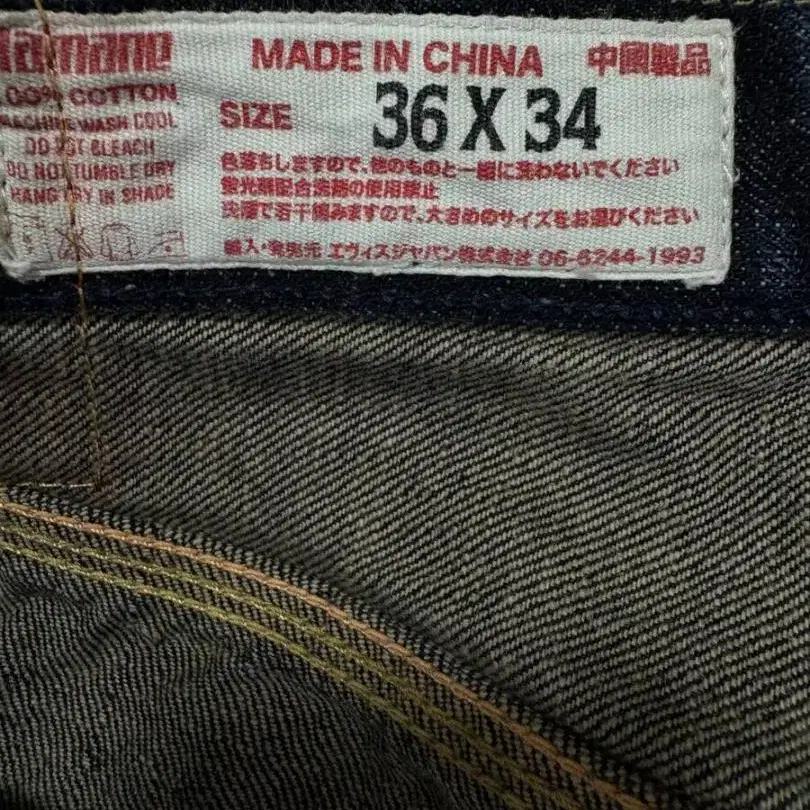 amane
MADE IN CHINA 中國製品
00% COTTON
MACHINE WASH COOL
DO NOT BLEACH
DO NOT TUMBLE DRY
HANG DRY IN SHADE
SIZE 36 X 34
色落ちしますので、他のものと一緒に洗わないでください
蛍光剤配合洗剤の使用禁止
洗濯で若干縮みますので、大きめのサイズをお選びください
輸入・発売元 エヴィスジャパン株式会社 06-6244-1993